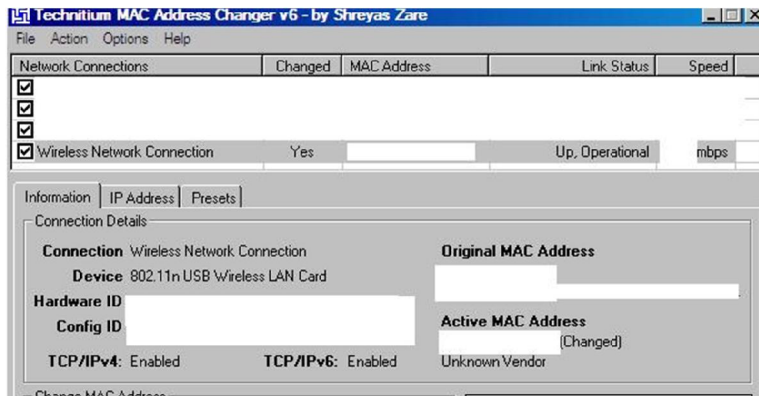 Technitium MAC Address Changer v6 - by Shreyas Zare
File Action Options Help
Network Connections Changed MAC Address Link Status Speed
Wireless Network Connection Yes Up, Operational mbps
Information IP Address Presets
Connection Details
Connection Wireless Network Connection Original MAC Address
Device 802.11n USB Wireless LAN Card
Hardware ID
Config ID Active MAC Address
(Changed)
TCP/IPv4: Enabled TCP/IPv6: Enabled Unknown Vendor
Change MAC Address